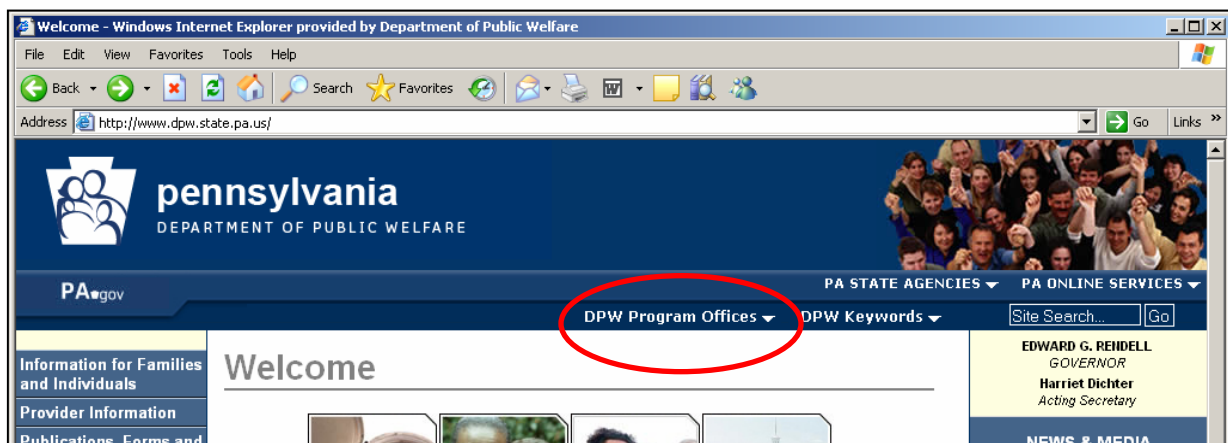 Welcome - Windows Internet Explorer provided by Department of Public Welfare
File Edit View Favorites Tools Help
Back Search Favorites
Address http://www.dpw.state.pa.us/ Go Links »
pennsylvania
DEPARTMENT OF PUBLIC WELFARE
PA STATE AGENCIES PA ONLINE SERVICES
PA gov
DPW Program Offices DPW Keywords Site Search... Go
Information for Families
and Individuals
Provider Information
Publications, Forms and
Welcome
EDWARD G. RENDELL
GOVERNOR
Harriet Dichter
Acting Secretary
NEWS & MEDIA